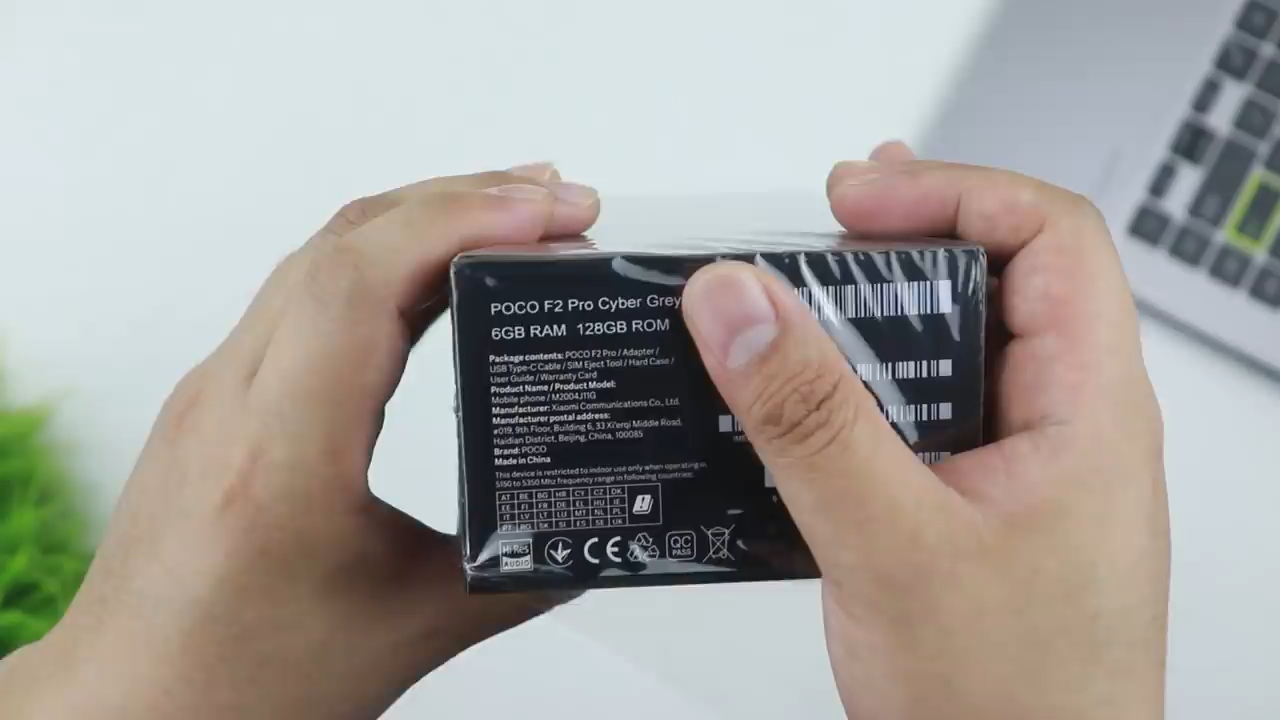 POCO F2 Pro Cyber Grey
6GB RAM 128GB ROM
Package contents: POCO F2 Pro / Adapter /
USB Type-C Cable / SIM Eject Tool / Hard Case /
User Guide / Warranty Card
Product Name / Product Model:
Mobile phone / M2004J11G
Manufacturer: Xiaomi Communications Co., Ltd.
Manufacturer postal address:
#019, 9th Floor, Building 6, 33 Xi'erqi Middle Road,
Haidian District, Beijing, China, 100085
Brand: POCO
Made in China
This device is restricted to indoor use only when operating in
5150 to 5350 Mhz frequency range in following countries:
AT BE BG HR CY CZ DK
EE FI FR DE EL HU IE
IT LV LT LU MT NL PL
PT RO SK SI ES SE UK
Hi-Res AUDIO
CE
QC PASS